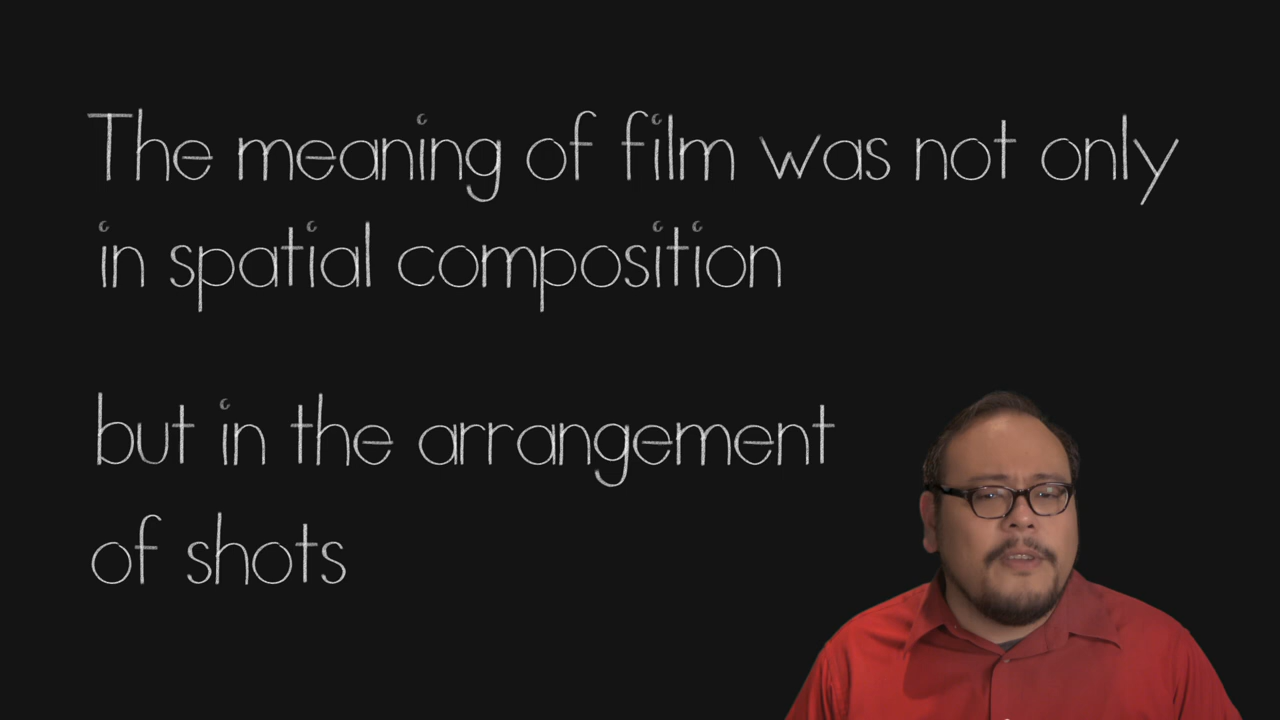 The meaning of film was not only
in spatial composition
but in the arrangement
of shots